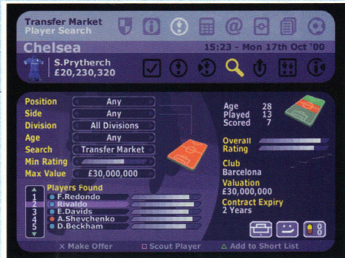 Transfer Market
Player Search
Chelsea
15:23 - Mon 17th Oct '00
S.Prytherch
£20,230,320
Position Any
Side Any
Division All Divisions
Age Any
Search Transfer Market
Min Rating
Max Value £30,000,000
Players Found
1 F.Redondo
2 Rivaldo
3 E.Davids
4 A.Shevchenko
5 D.Beckham
Age 28
Played 13
Scored 7
Overall
Rating
Club
Barcelona
Valuation
£30,000,000
Contract Expiry
2 Years
X Make Offer
□ Scout Player
△ Add to Short List